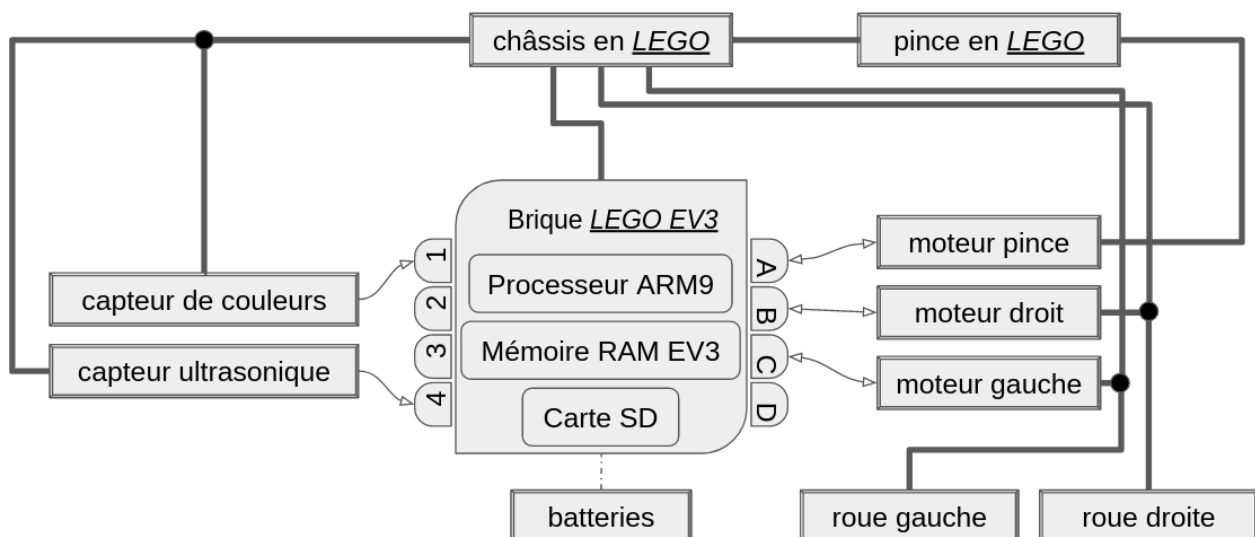 châssis en LEGO
pince en LEGO
Brique LEGO EV3
1
2
3
4
Processeur ARM9
Mémoire RAM EV3
Carte SD
A
B
C
D
capteur de couleurs
capteur ultrasonique
moteur pince
moteur droit
moteur gauche
batteries
roue gauche
roue droite